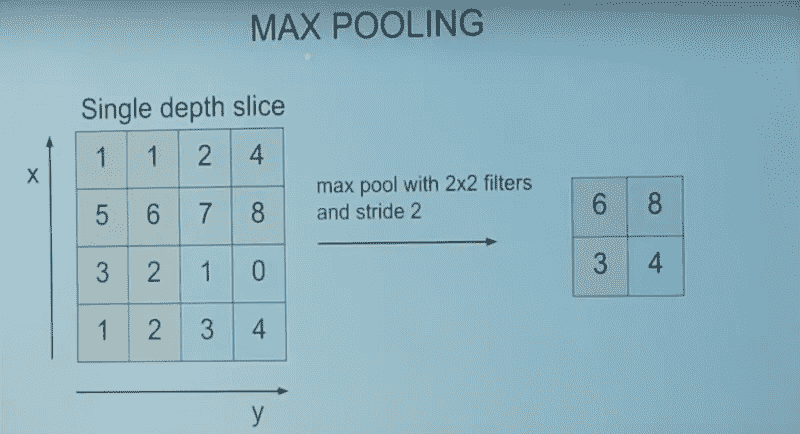 MAX POOLING
Single depth slice
x
1 1 2 4
5 6 7 8
3 2 1 0
1 2 3 4
y
max pool with 2x2 filters
and stride 2
6 8
3 4